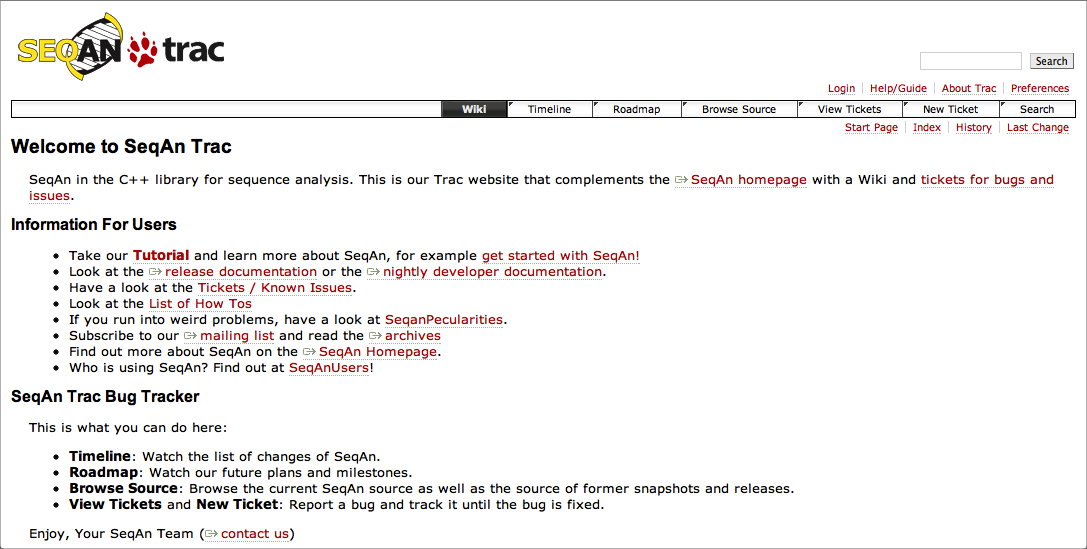 SEQAN trac
Search
Login Help/Guide About Trac Preferences
Wiki Timeline Roadmap Browse Source View Tickets New Ticket Search
Start Page Index History Last Change
Welcome to SeqAn Trac
SeqAn in the C++ library for sequence analysis. This is our Trac website that complements the SeqAn homepage with a Wiki and tickets for bugs and
issues.
Information For Users
• Take our Tutorial and learn more about SeqAn, for example get started with SeqAn!
• Look at the release documentation or the nightly developer documentation.
• Have a look at the Tickets / Known Issues.
• Look at the List of How Tos
• If you run into weird problems, have a look at SeqanPecularities.
• Subscribe to our mailing list and read the archives
• Find out more about SeqAn on the SeqAn Homepage.
• Who is using SeqAn? Find out at SeqAnUsers!
SeqAn Trac Bug Tracker
This is what you can do here:
• Timeline: Watch the list of changes of SeqAn.
• Roadmap: Watch our future plans and milestones.
• Browse Source: Browse the current SeqAn source as well as the source of former snapshots and releases.
• View Tickets and New Ticket: Report a bug and track it until the bug is fixed.
Enjoy, Your SeqAn Team (contact us)